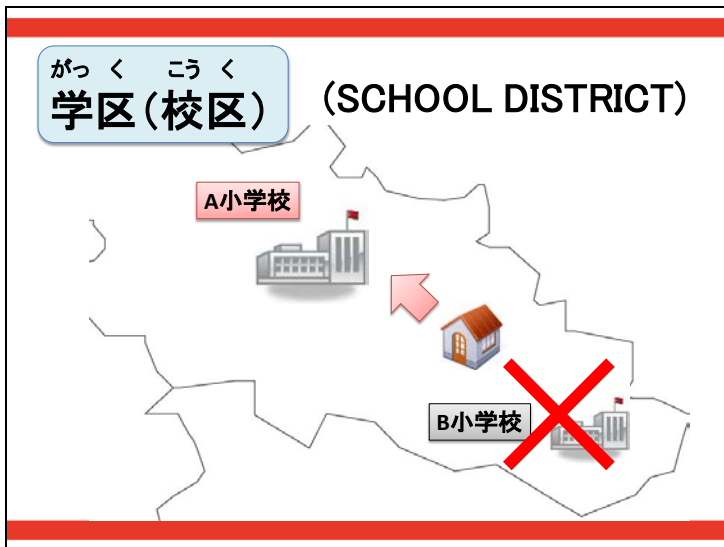 がっ く こう く
学区(校区) (SCHOOL DISTRICT)
A小学校
B小学校